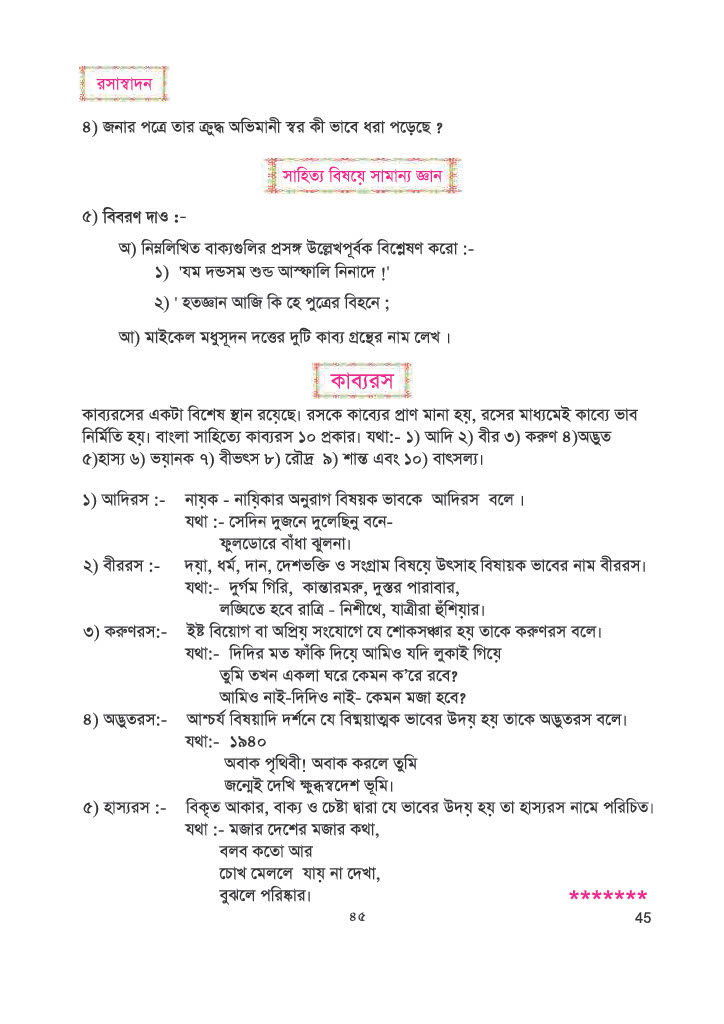 রসাস্বাদন
৪) জনার পত্রে তার ক্রুদ্ধ অভিমানী স্বর কী ভাবে ধরা পড়েছে ?
সাহিত্য বিষয়ে সামান্য জ্ঞান
৫) বিবরণ দাও :-
অ) নিম্নলিখিত বাক্যগুলির প্রসঙ্গ উল্লেখপূর্বক বিশ্লেষণ করো :-
১) 'যম দন্ডসম শুন্ড আস্ফালি নিনাদে !'
২) ' হতজ্ঞান আজি কি হে পুত্রের বিহনে ;
আ) মাইকেল মধুসূদন দত্তের দুটি কাব্য গ্রন্থের নাম লেখ ।
কাব্যরস
কাব্যরসের একটা বিশেষ স্থান রয়েছে। রসকে কাব্যের প্রাণ মানা হয়, রসের মাধ্যমেই কাব্যে ভাব
নির্মিতি হয়। বাংলা সাহিত্যে কাব্যরস ১০ প্রকার। যথা:- ১) আদি ২) বীর ৩) করুণ ৪)অদ্ভুত
৫)হাস্য ৬) ভয়ানক ৭) বীভৎস ৮) রৌদ্র ৯) শান্ত এবং ১০) বাৎসল্য।
১) আদিরস :- নায়ক - নায়িকার অনুরাগ বিষয়ক ভাবকে আদিরস বলে ।
যথা :- সেদিন দুজনে দুলেছিনু বনে-
ফুলডোরে বাঁধা ঝুলনা।
২) বীররস :- দয়া, ধর্ম, দান, দেশভক্তি ও সংগ্রাম বিষয়ে উৎসাহ বিষায়ক ভাবের নাম বীররস।
যথা:- দুর্গম গিরি, কান্তারমরু, দুস্তর পারাবার,
লঙ্ঘিতে হবে রাত্রি - নিশীথে, যাত্রীরা হুঁশিয়ার।
৩) করুণরস:- ইষ্ট বিয়োগ বা অপ্রিয় সংযোগে যে শোকসঞ্চার হয় তাকে করুণরস বলে।
যথা:- দিদির মত ফাঁকি দিয়ে আমিও যদি লুকাই গিয়ে
তুমি তখন একলা ঘরে কেমন ক'রে রবে?
আমিও নাই-দিদিও নাই- কেমন মজা হবে?
৪) অদ্ভুতরস:- আশ্চর্য বিষয়াদি দর্শনে যে বিষ্ময়াত্মক ভাবের উদয় হয় তাকে অদ্ভুতরস বলে।
যথা:- ১৯৪০
অবাক পৃথিবী! অবাক করলে তুমি
জন্মেই দেখি ক্ষুব্ধস্বদেশ ভূমি।
৫) হাস্যরস :- বিকৃত আকার, বাক্য ও চেষ্টা দ্বারা যে ভাবের উদয় হয় তা হাস্যরস নামে পরিচিত।
যথা :- মজার দেশের মজার কথা,
বলব কতো আর
চোখ মেললে যায় না দেখা,
বুঝলে পরিষ্কার।
*******
৪৫
45